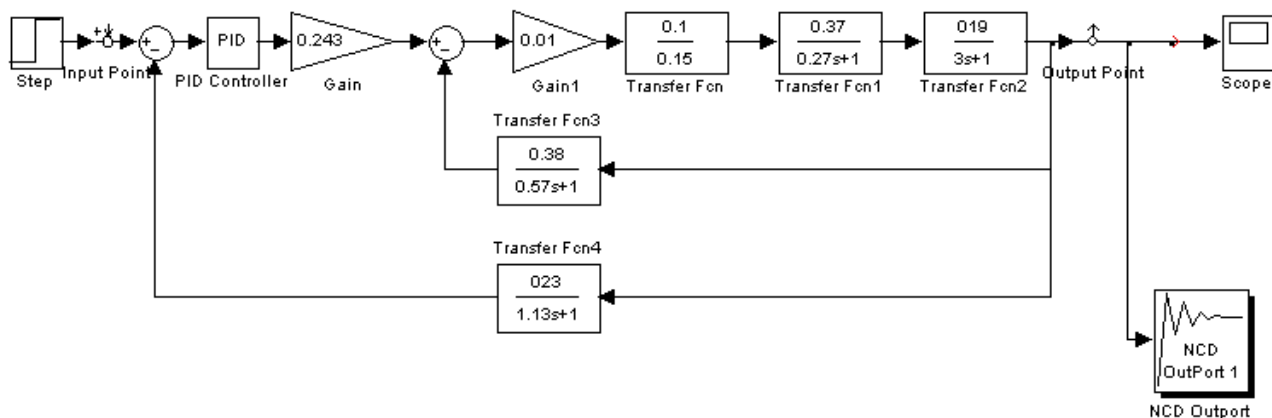 Step
Input Point
PID
PID Controller
0.243
Gain
0.01
Gain1
0.1
0.15
Transfer Fcn
0.37
0.27s+1
Transfer Fcn1
019
3s+1
Transfer Fcn2
Output Point
Scope
Transfer Fcn3
0.38
0.57s+1
Transfer Fcn4
023
1.13s+1
NCD
OutPort 1
NCD Outport